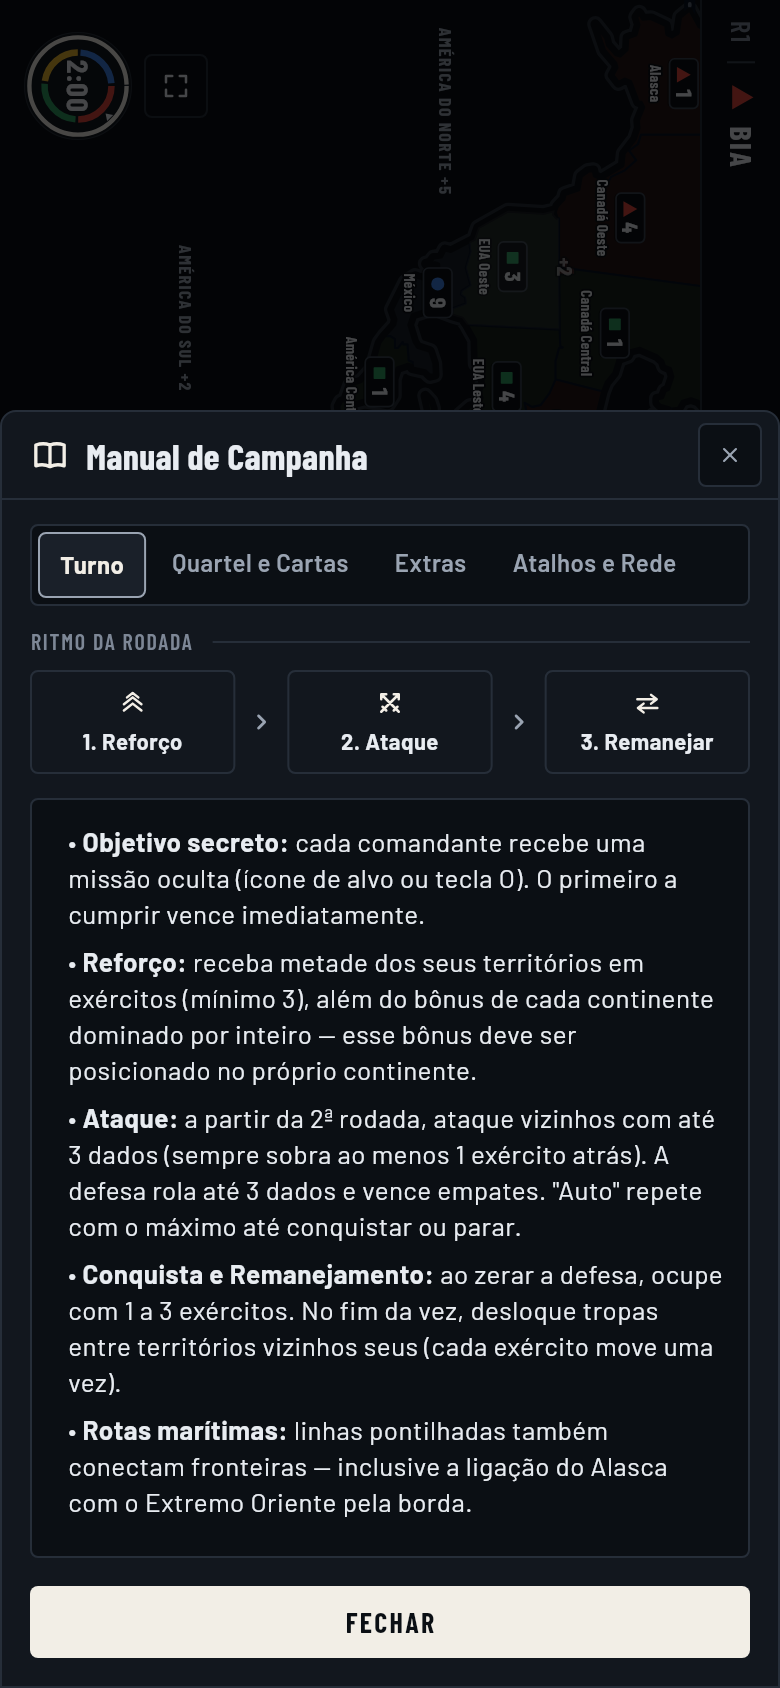 R1
BIA
2:00
AMÉRICA DO NORTE +5
AMÉRICA DO SUL +2
1
Alasca
4
Canadá Oeste
+2
3
EUA Oeste
9
México
1
Canadá Central
1
América Cent
4
EUA Leste
Manual de Campanha
Turno
Quartel e Cartas
Extras
Atalhos e Rede
RITMO DA RODADA
1. Reforço
2. Ataque
3. Remanejar
• Objetivo secreto: cada comandante recebe uma
missão oculta (ícone de alvo ou tecla O). O primeiro a
cumprir vence imediatamente.
• Reforço: receba metade dos seus territórios em
exércitos (mínimo 3), além do bônus de cada continente
dominado por inteiro — esse bônus deve ser
posicionado no próprio continente.
• Ataque: a partir da 2ª rodada, ataque vizinhos com até
3 dados (sempre sobra ao menos 1 exército atrás). A
defesa rola até 3 dados e vence empates. "Auto" repete
com o máximo até conquistar ou parar.
• Conquista e Remanejamento: ao zerar a defesa, ocupe
com 1 a 3 exércitos. No fim da vez, desloque tropas
entre territórios vizinhos seus (cada exército move uma
vez).
• Rotas marítimas: linhas pontilhadas também
conectam fronteiras — inclusive a ligação do Alasca
com o Extremo Oriente pela borda.
FECHAR